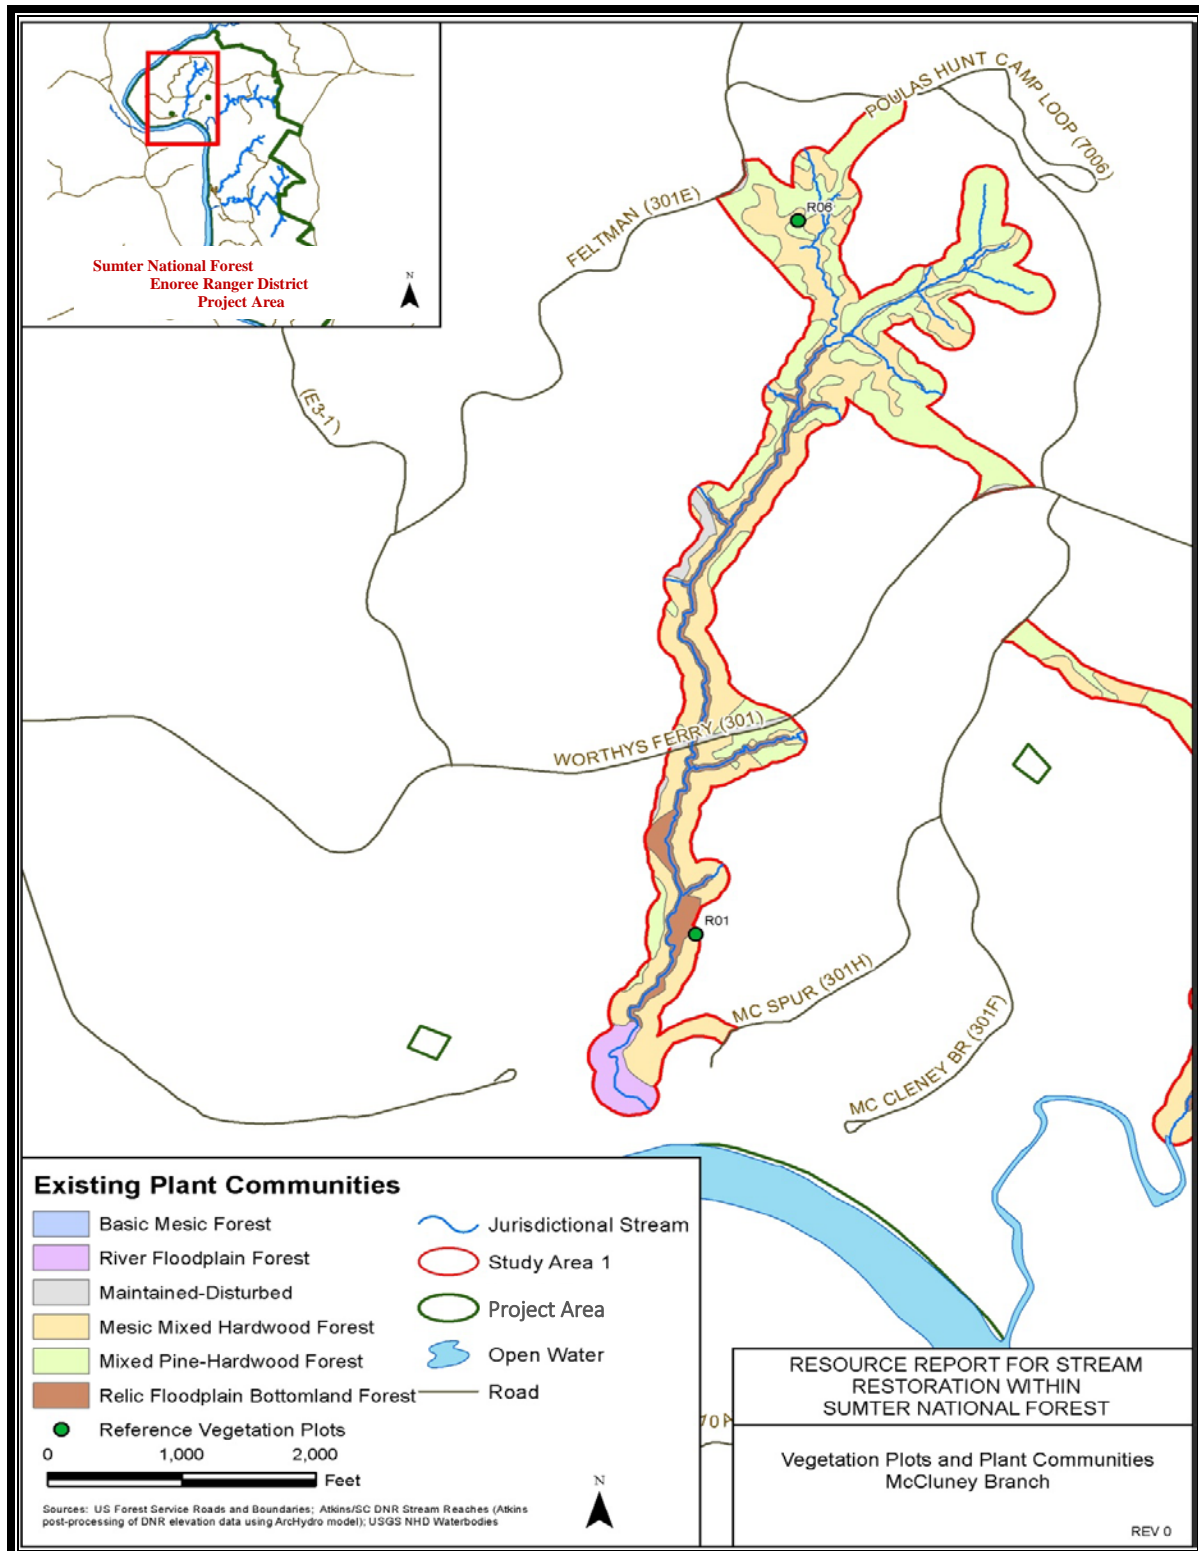 Sumter National Forest
Enoree Ranger District
Project Area
N
POULAS HUNT CAMP LOOP (7006)
FELTMAN (301E)
R06
(E3-1)
WORTHYS FERRY (301)
R01
MC SPUR (301H)
MC CLENEY BR (301F)
Existing Plant Communities
Basic Mesic Forest
River Floodplain Forest
Maintained-Disturbed
Mesic Mixed Hardwood Forest
Mixed Pine-Hardwood Forest
Relic Floodplain Bottomland Forest
Reference Vegetation Plots
Jurisdictional Stream
Study Area 1
Project Area
Open Water
Road
0 1,000 2,000
Feet
N
Sources: US Forest Service Roads and Boundaries; Atkins/SC DNR Stream Reaches (Atkins
post-processing of DNR elevation data using ArcHydro model); USGS NHD Waterbodies
RESOURCE REPORT FOR STREAM
RESTORATION WITHIN
SUMTER NATIONAL FOREST
Vegetation Plots and Plant Communities
McCluney Branch
REV 0